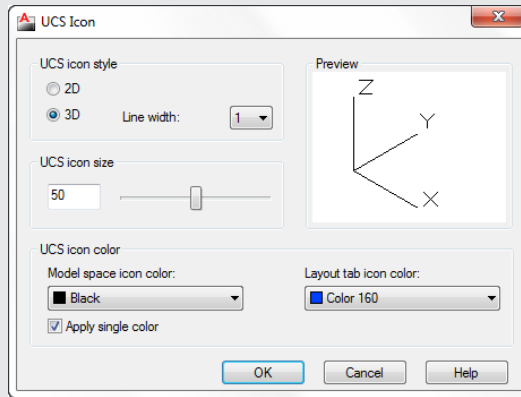 UCS Icon
UCS icon style
2D
3D
Line width:
1
Preview
Z
Y
X
UCS icon size
50
UCS icon color
Model space icon color:
Black
Apply single color
Layout tab icon color:
Color 160
OK
Cancel
Help